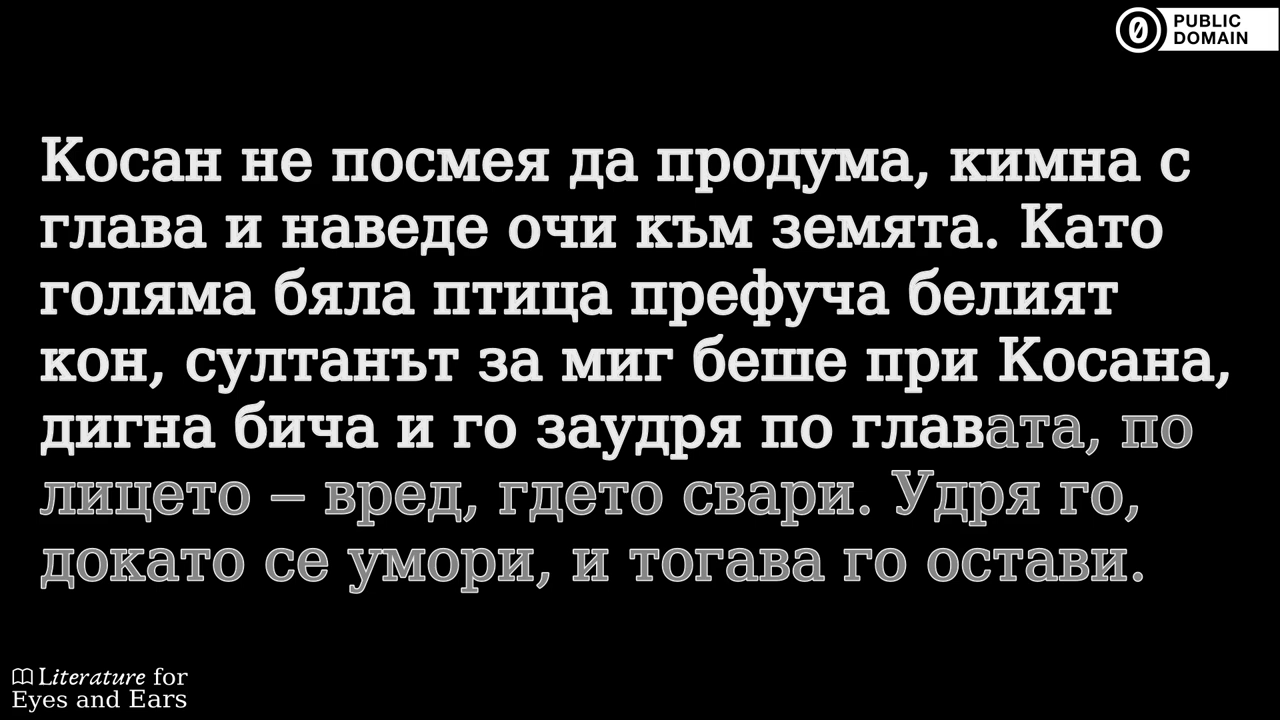 PUBLIC
DOMAIN
Косан не посмея да продума, кимна с
глава и наведе очи към земята. Като
голяма бяла птица префуча белият
кон, султанът за миг беше при Косана,
дигна бича и го заудря по главата, по
лицето – вред, гдето свари. Удря го,
докато се умори, и тогава го остави.
Literature for
Eyes and Ears